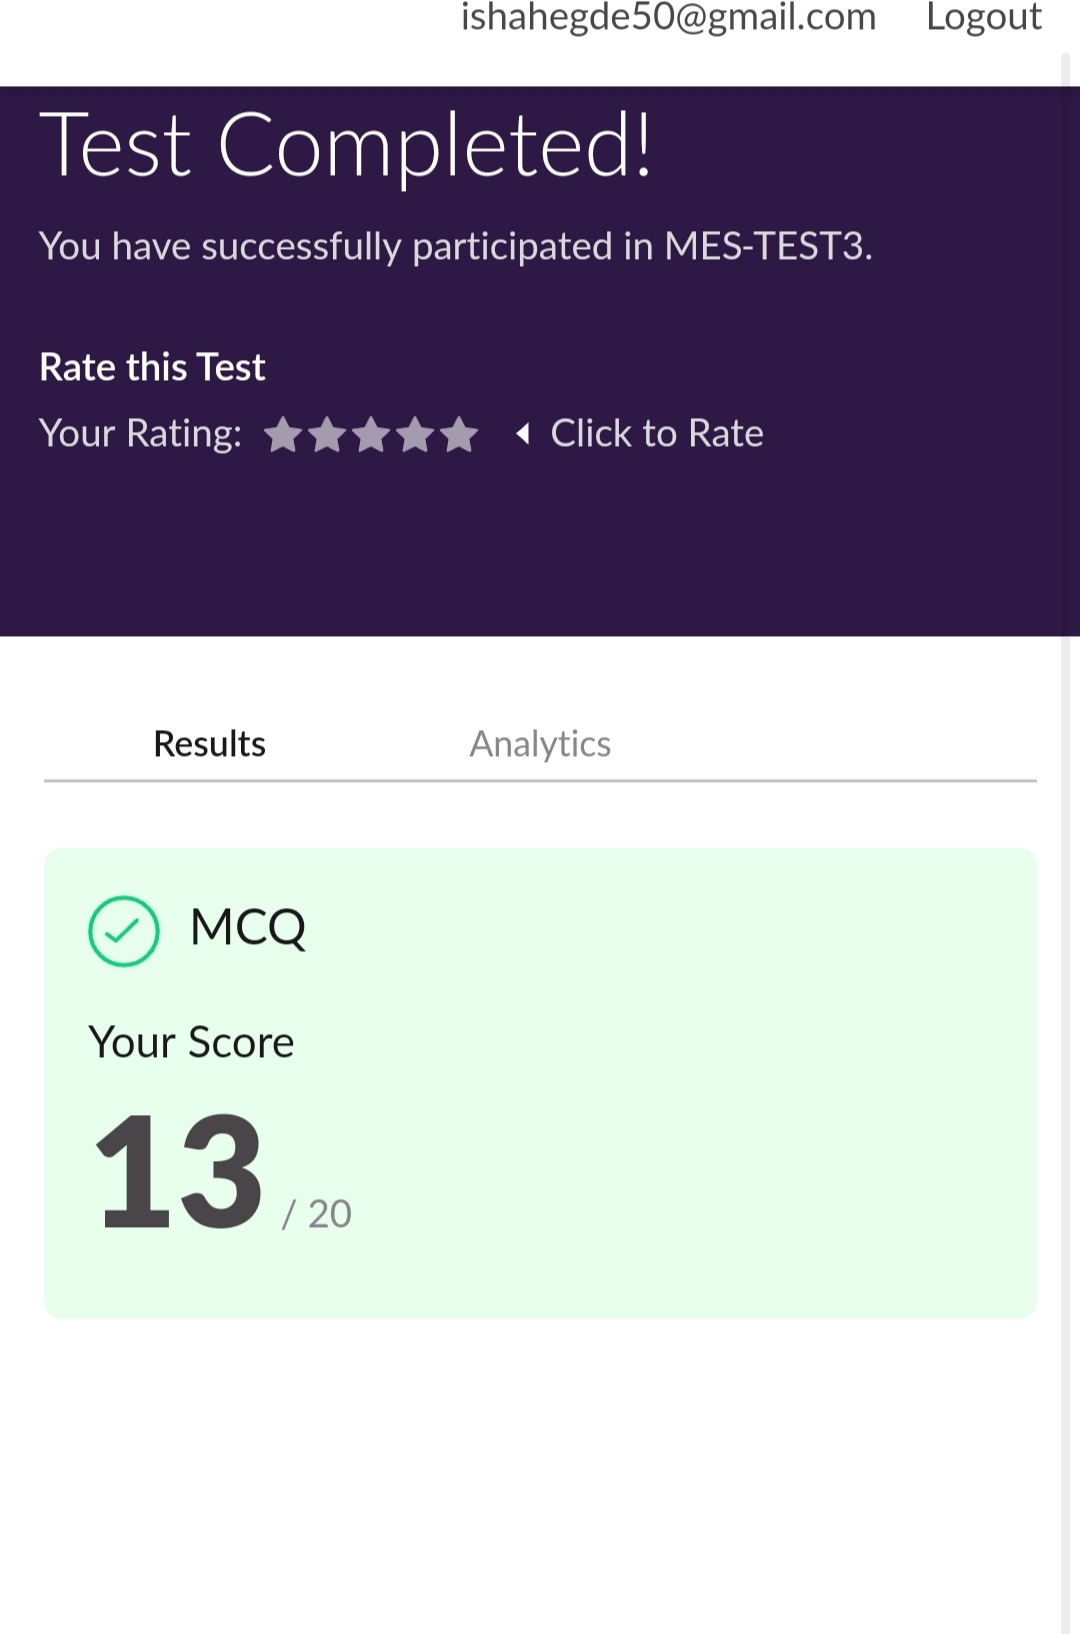 ishahegde50@gmail.com Logout
Test Completed!
You have successfully participated in MES-TEST3.
Rate this Test
Your Rating: Click to Rate
Results Analytics
MCQ
Your Score
13 / 20